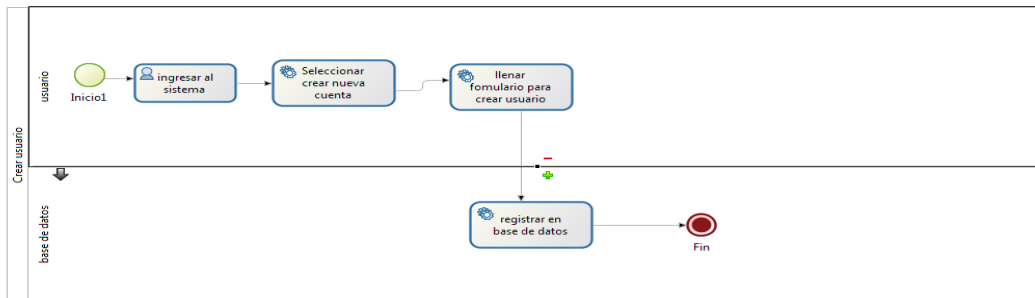 Crear usuario
usuario
Inicio1
ingresar al
sistema
Seleccionar
crear nueva
cuenta
llenar
fomulario para
crear usuario
base de datos
registrar en
base de datos
Fin